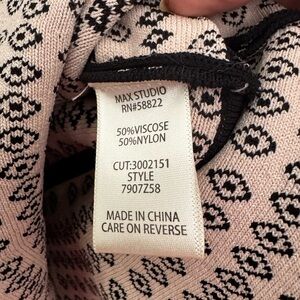 MAX STUDIO
RN#58822
50%VISCOSE
50%NYLON
CUT:3002151
STYLE
7907Z58
MADE IN CHINA
CARE ON REVERSE